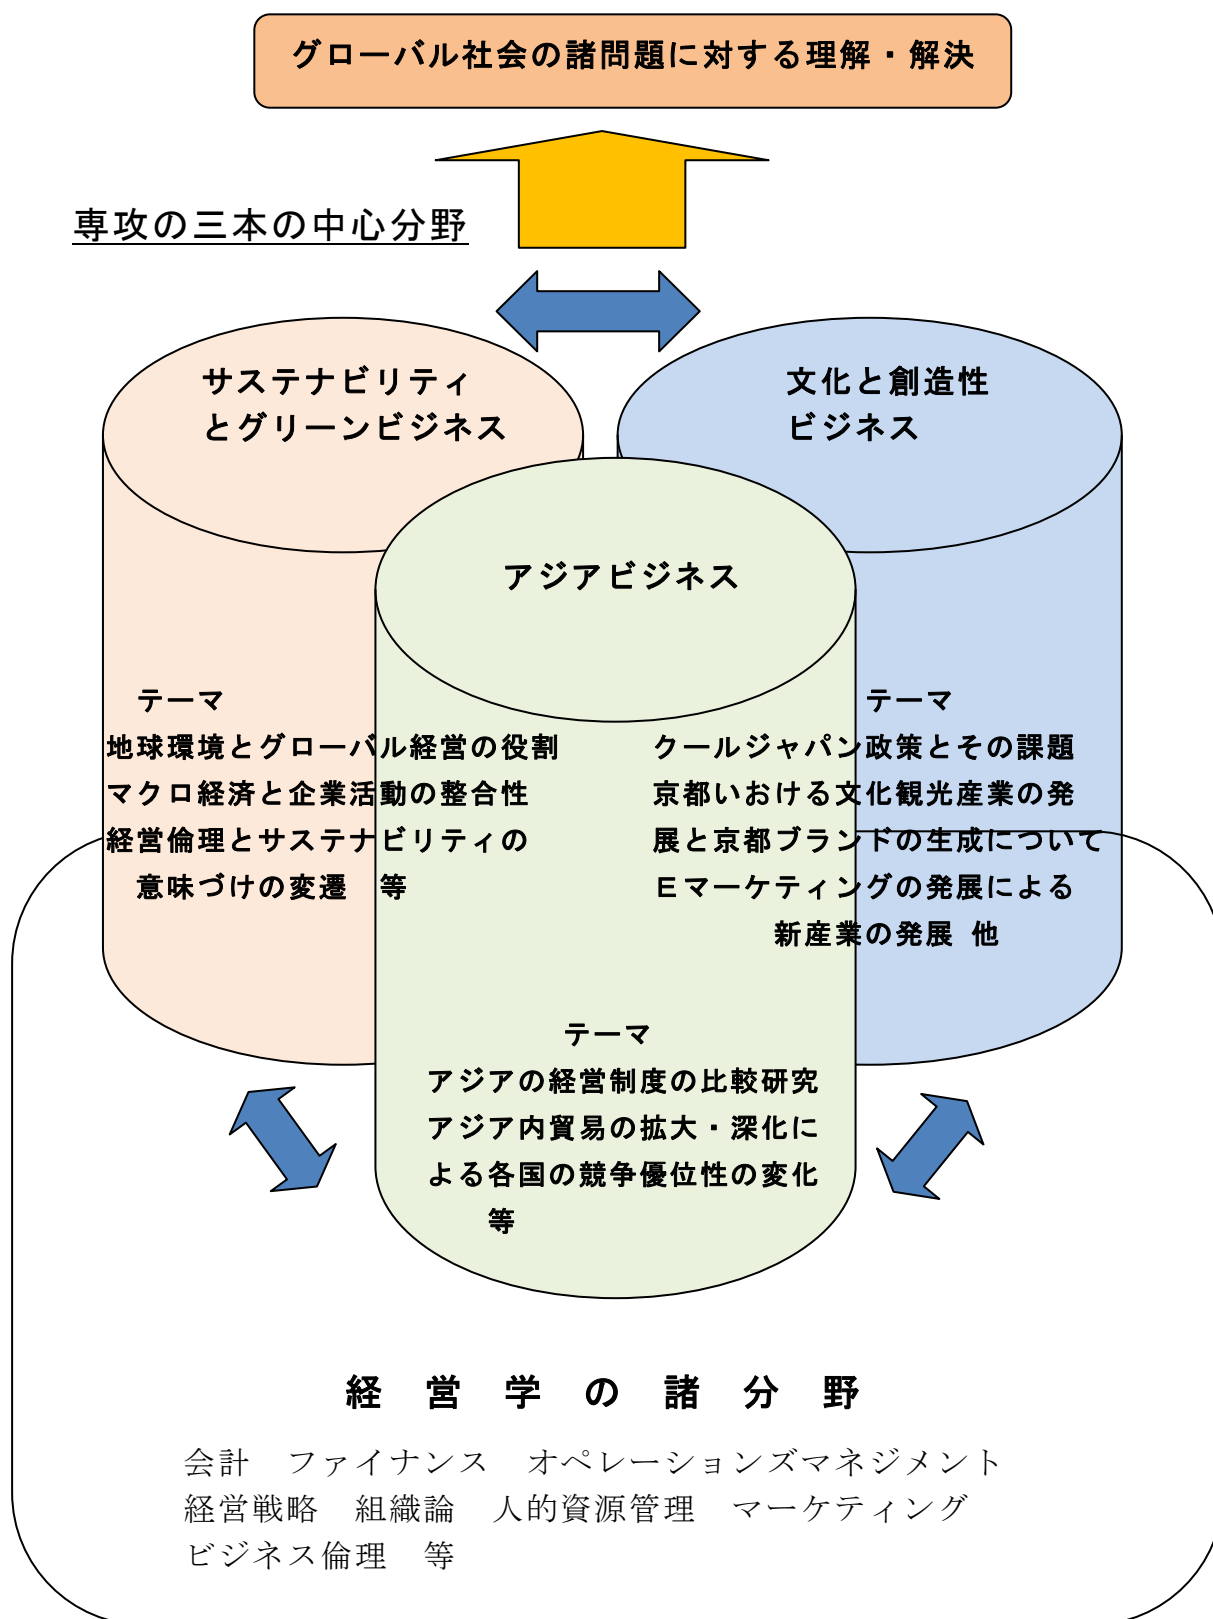 グローバル社会の諸問題に対する理解・解決
専攻の三本の中心分野
サステナビリティ
とグリーンビジネス
文化と創造性
ビジネス
アジアビジネス
テーマ
地球環境とグローバル経営の役割
マクロ経済と企業活動の整合性
経営倫理とサステナビリティの
意味づけの変遷　等
テーマ
クールジャパン政策とその課題
京都いおける文化観光産業の発
展と京都ブランドの生成について
Ｅマーケティングの発展による
新産業の発展 他
テーマ
アジアの経営制度の比較研究
アジア内貿易の拡大・深化に
よる各国の競争優位性の変化
等
経　営　学　の　諸　分　野
会計　ファイナンス　オペレーションズマネジメント
経営戦略　組織論　人的資源管理　マーケティング
ビジネス倫理　等